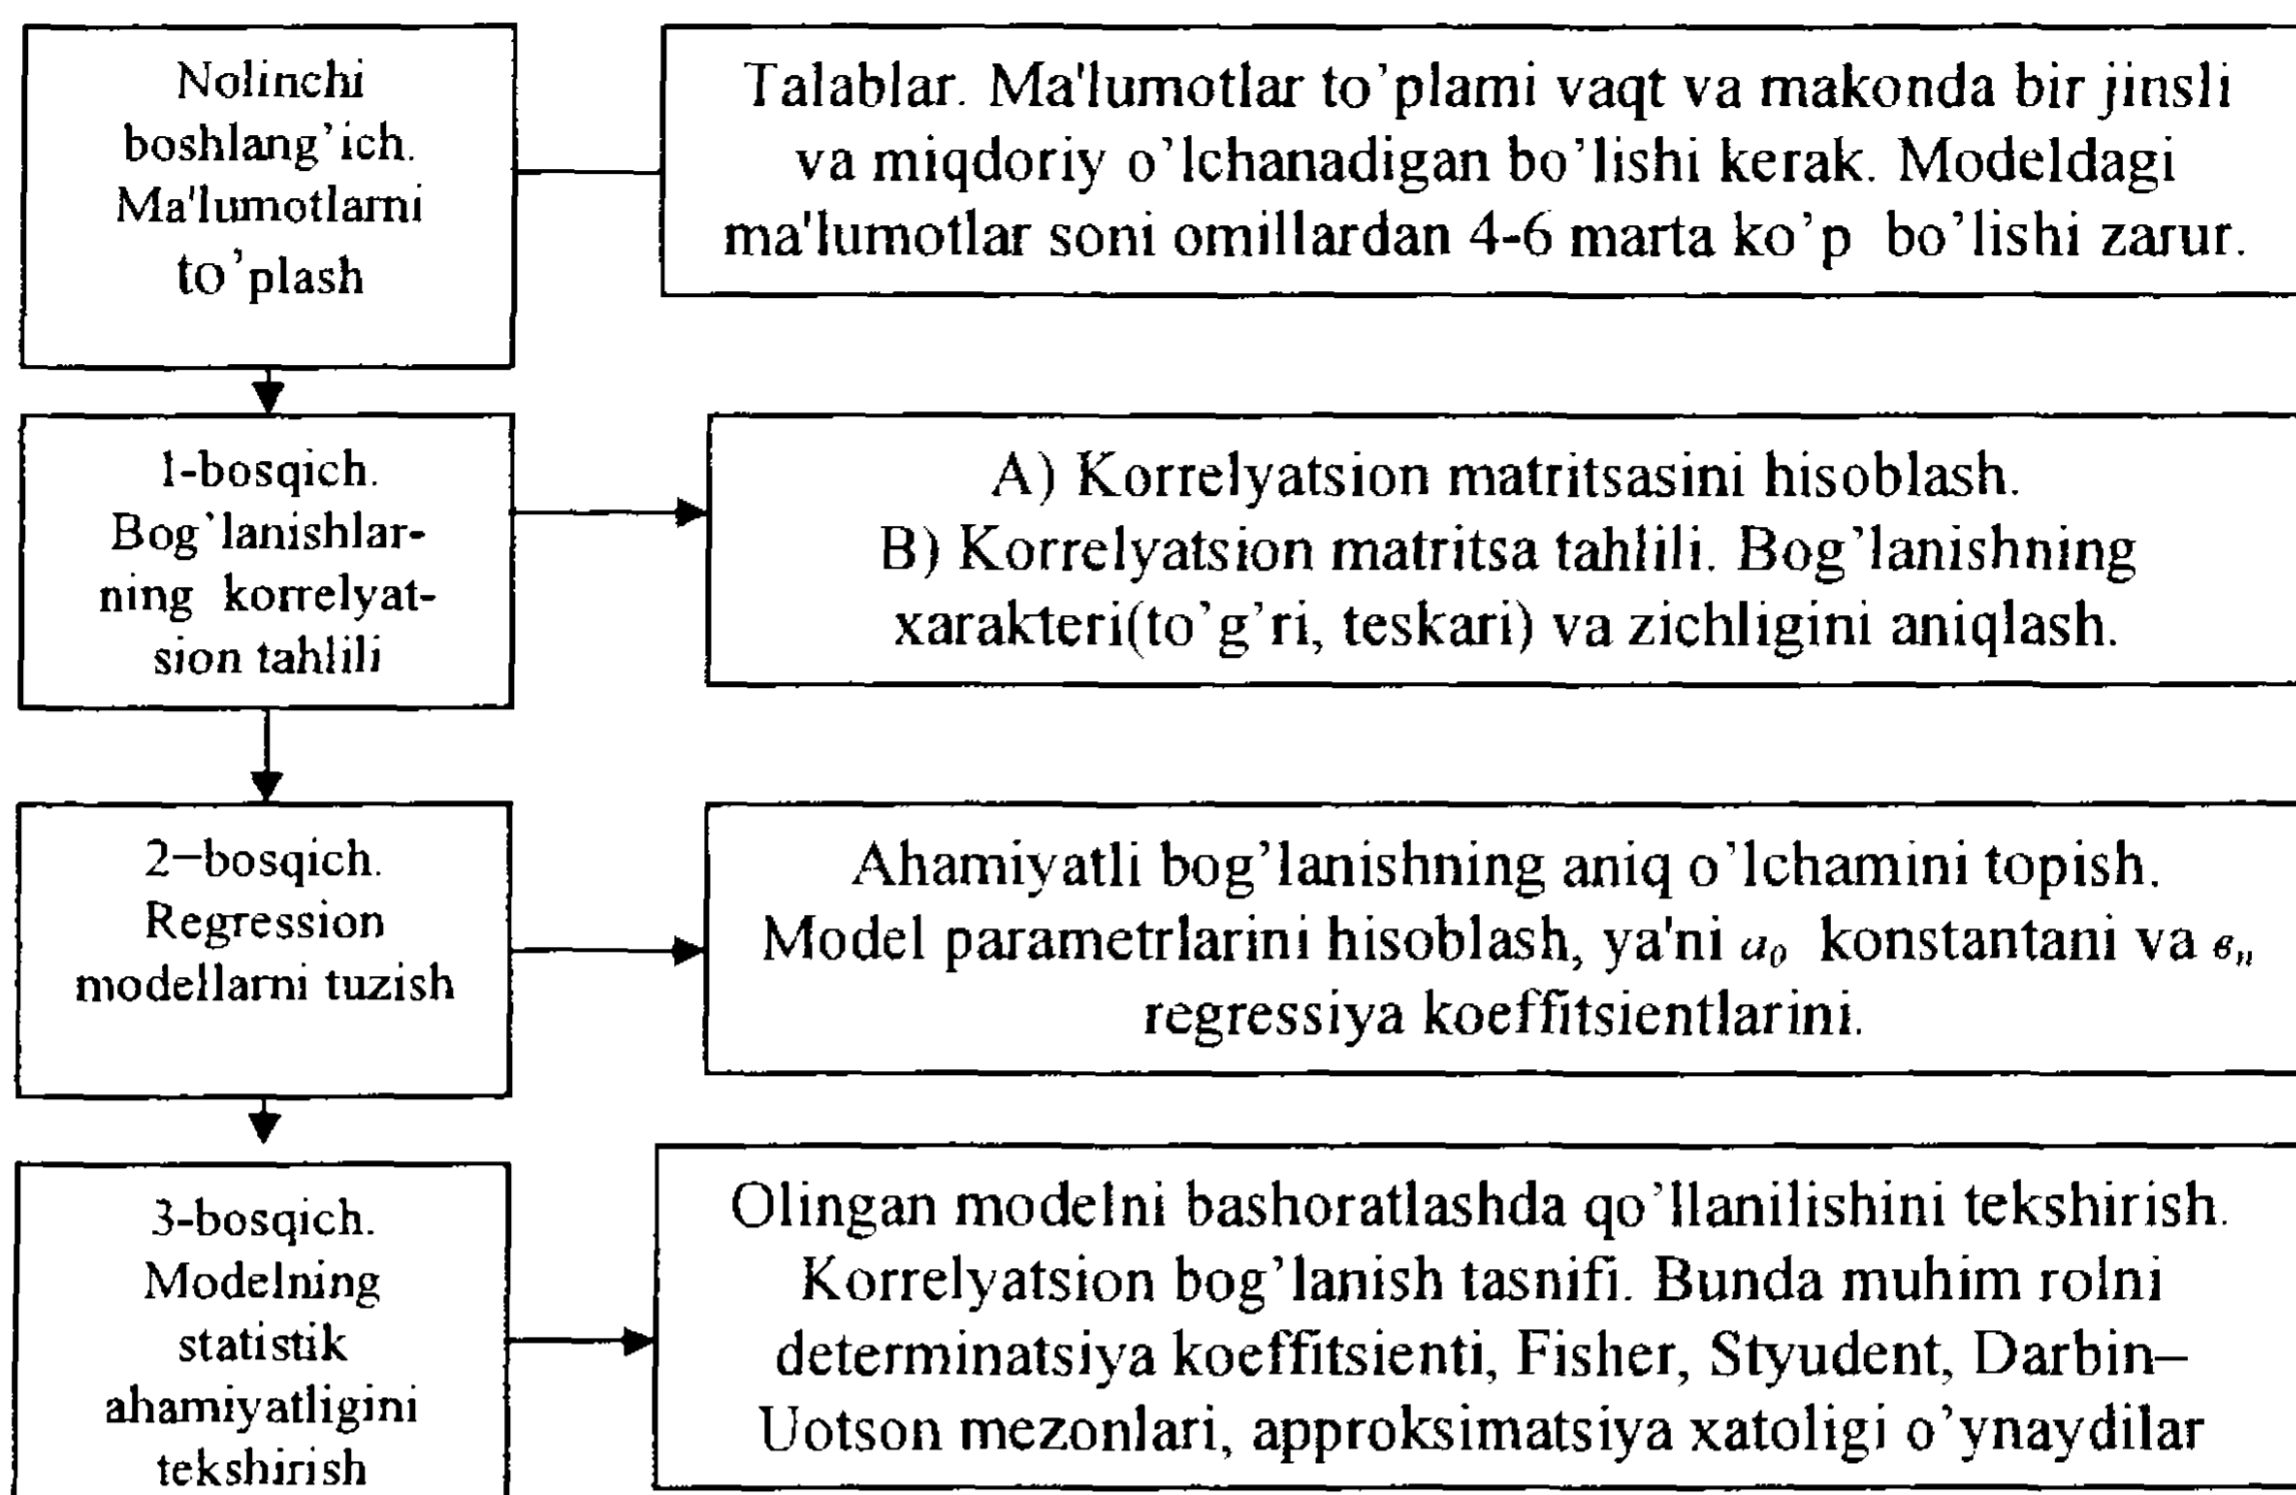 Nolinchi
boshlang’ich.
Ma'lumotlarni
to’plash
Talablar. Ma'lumotlar to’plami vaqt va makonda bir jinsli
va miqdoriy o’lchanadigan bo’lishi kerak. Modeldagi
ma'lumotlar soni omillardan 4-6 marta ko’p bo’lishi zarur.
1-bosqich.
Bog’lanishlar-
ning korrelyat-
sion tahlili
A) Korrelyatsion matritsasini hisoblash.
B) Korrelyatsion matritsa tahlili. Bog’lanishning
xarakteri(to’g’ri, teskari) va zichligini aniqlash.
2–bosqich.
Regression
modellarni tuzish
Ahamiyatli bog’lanishning aniq o’lchamini topish.
Model parametrlarini hisoblash, ya'ni a₀ konstantani va вₙ
regressiya koeffitsientlarini.
3-bosqich.
Modelning
statistik
ahamiyatligini
tekshirish
Olingan modelni bashoratlashda qo’llanilishini tekshirish.
Korrelyatsion bog’lanish tasnifi. Bunda muhim rolni
determinatsiya koeffitsienti, Fisher, Styudent, Darbin–
Uotson mezonlari, approksimatsiya xatoligi o’ynaydilar